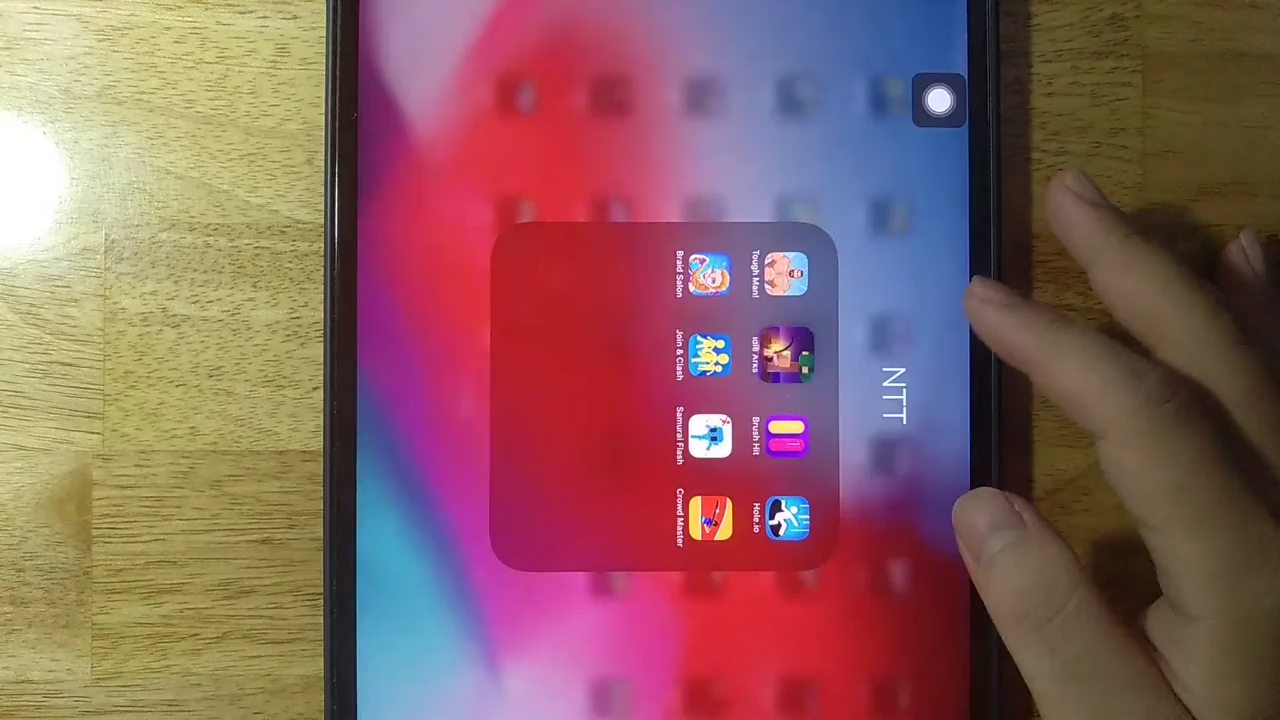 NTT
Tough Man!
Idle Arks
Brush Hit
Hole.io
Braid Salon
Join & Clash
Samurai Flash
Crowd Master